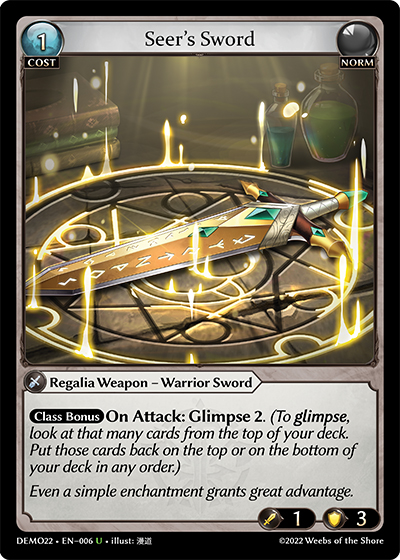 1
Seer's Sword
COST
NORM
Regalia Weapon – Warrior Sword
Class Bonus On Attack: Glimpse 2. (To glimpse,
look at that many cards from the top of your deck.
Put those cards back on the top or on the bottom of
your deck in any order.)
Even a simple enchantment grants great advantage.
1
3
DEMO22 • EN–006 U • illust: 漫道
©2022 Weebs of the Shore